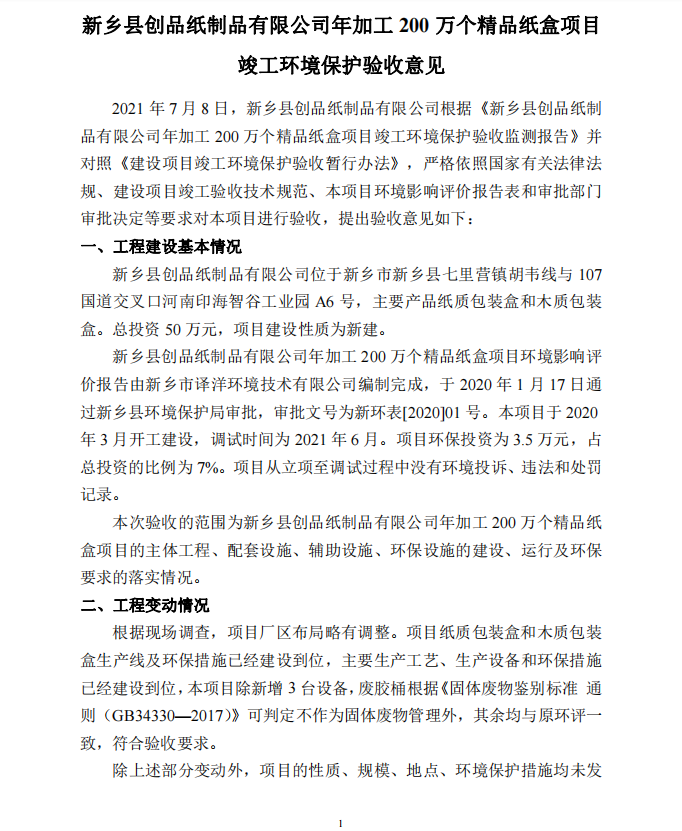 新乡县创品纸制品有限公司年加工 200 万个精品纸盒项目
竣工环境保护验收意见
2021 年 7 月 8 日，新乡县创品纸制品有限公司根据《新乡县创品纸制
品有限公司年加工 200 万个精品纸盒项目竣工环境保护验收监测报告》并
对照《建设项目竣工环境保护验收暂行办法》，严格依照国家有关法律法
规、建设项目竣工验收技术规范、本项目环境影响评价报告表和审批部门
审批决定等要求对本项目进行验收，提出验收意见如下：
一、工程建设基本情况
新乡县创品纸制品有限公司位于新乡市新乡县七里营镇胡韦线与 107
国道交叉口河南印海智谷工业园 A6 号，主要产品纸质包装盒和木质包装
盒。总投资 50 万元，项目建设性质为新建。
新乡县创品纸制品有限公司年加工 200 万个精品纸盒项目环境影响评
价报告由新乡市译洋环境技术有限公司编制完成，于 2020 年 1 月 17 日通
过新乡县环境保护局审批，审批文号为新环表[2020]01 号。本项目于 2020
年 3 月开工建设，调试时间为 2021 年 6 月。项目环保投资为 3.5 万元，占
总投资的比例为 7%。项目从立项至调试过程中没有环境投诉、违法和处罚
记录。
本次验收的范围为新乡县创品纸制品有限公司年加工 200 万个精品纸
盒项目的主体工程、配套设施、辅助设施、环保设施的建设、运行及环保
要求的落实情况。
二、工程变动情况
根据现场调查，项目厂区布局略有调整。项目纸质包装盒和木质包装
盒生产线及环保措施已经建设到位，主要生产工艺、生产设备和环保措施
已经建设到位，本项目除新增 3 台设备，废胶桶根据《固体废物鉴别标准 通
则（GB34330—2017)》可判定不作为固体废物管理外，其余均与原环评一
致，符合验收要求。
除上述部分变动外，项目的性质、规模、地点、环境保护措施均未发
1